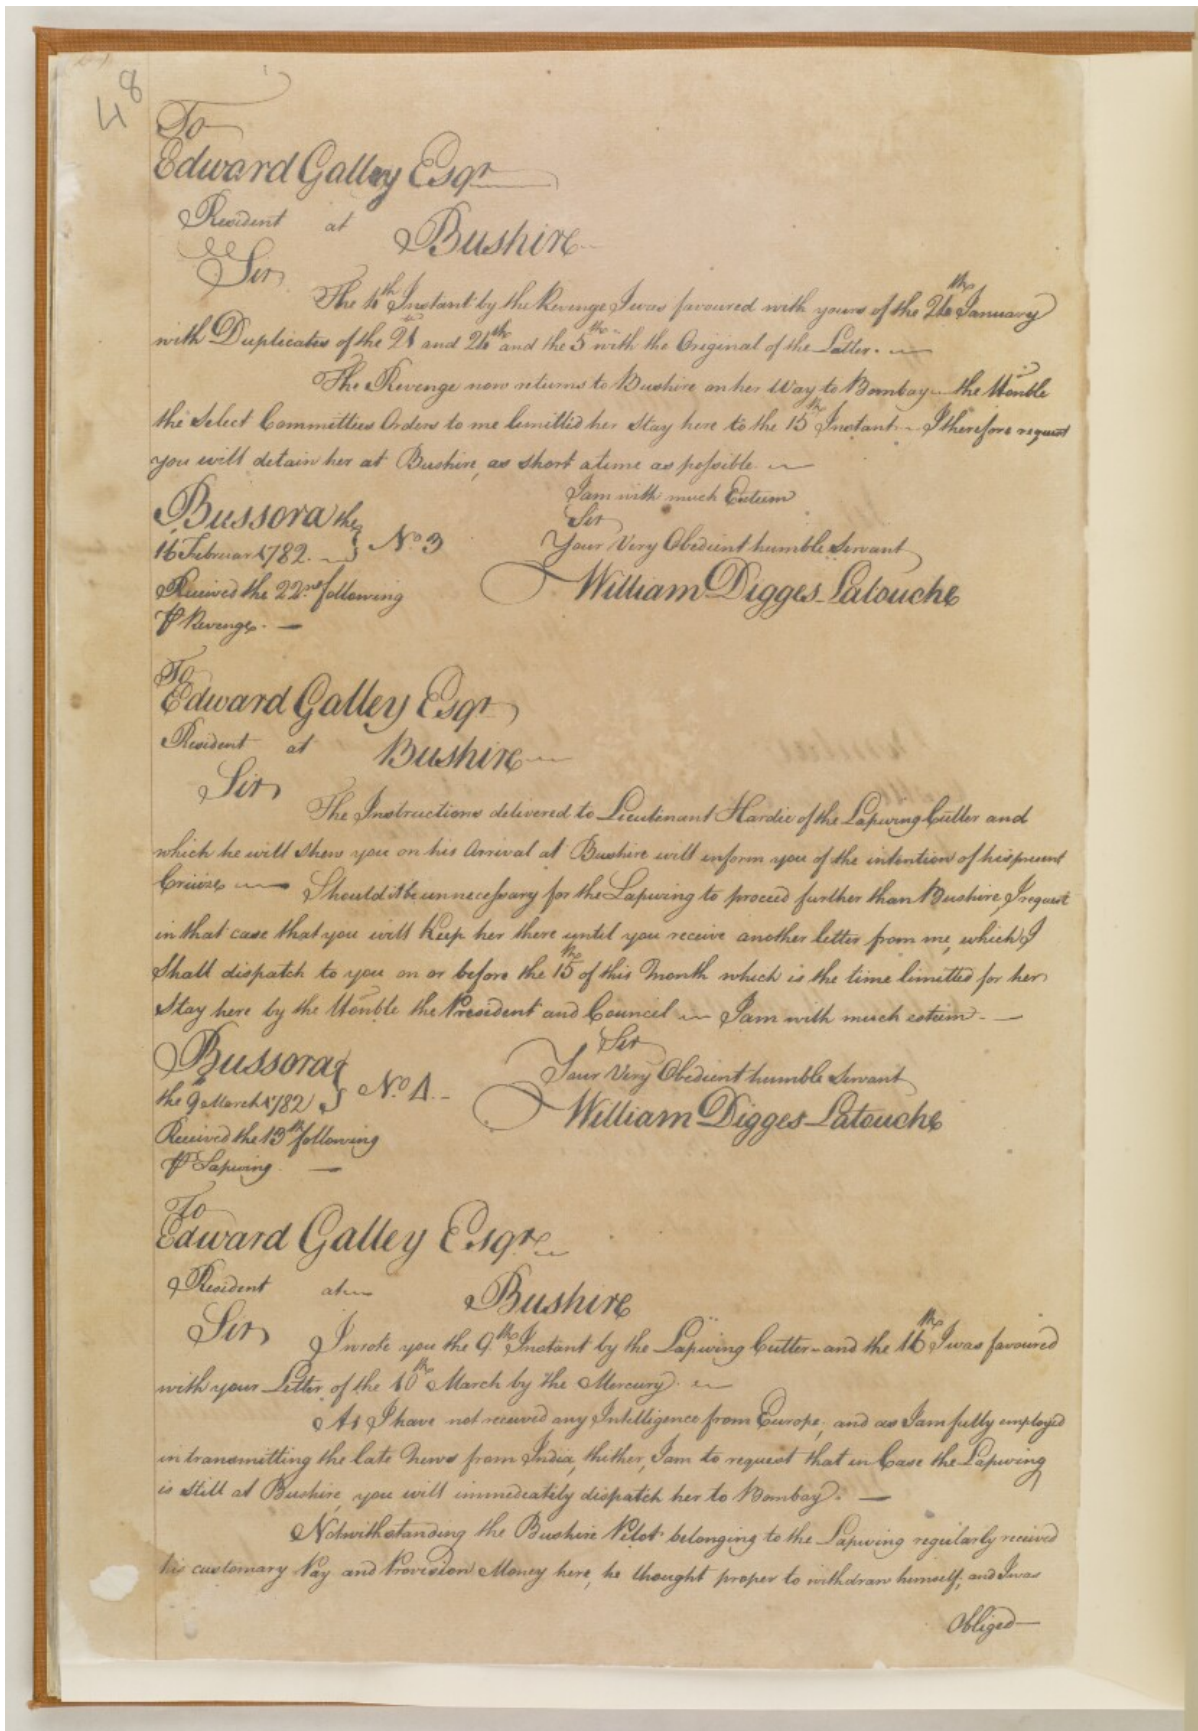 48
To
Edward Galley Esqr
Resident at Bushire
Sir
The 4th Instant by the Revenge I was favoured with yours of the 26th January
with Duplicates of the 21 and 26th and the 5th with the Original of the Latter.
The Revenge now returns to Bushire on her Way to Bombay the Honble
the Select Committees Orders to me limitted her Stay here to the 15th Instant I therefore request
you will detain her at Bushire, as short a time as possible.
I am with much Esteem
Sir
Bussora the
16 February 1782. No. 3
Your Very Obedient humble Servant
Received the 22nd following
William Digges Latouche
⅌ Revenge.
To
Edward Galley Esqr
Resident at Bushire
Sir
The Instructions delivered to Lieutenant Hardie of the Lapwing Cutter and
which he will shew you on his Arrival at Bushire will inform you of the intention of his present
Cruize Should it be unnecessary for the Lapwing to proceed further than Bushire, I request
in that case that you will Keep her there until you receive another letter from me, which I
Shall dispatch to you on or before the 15th of this Month which is the time limitted for her
Stay here by the Honble the President and Council I am with much esteem.
Sir
Bussora
the 9 March 1782 No. 4.
Your Very Obedient humble Servant
Received the 13th following
William Digges Latouche
⅌ Lapwing.
To
Edward Galley Esqre
Resident at Bushire
Sir I wrote you the 9th Instant by the Lapwing Cutter and the 16th I was favoured
with your Letter of the 10th March by the Mercury.
As I have not received any Intelligence from Europe, and as I am fully employed
in transmitting the late News from India, thither, I am to request that in Case the Lapwing
is still at Bushire, you will immediately dispatch her to Bombay.
Notwithstanding the Bushire Pilot belonging to the Lapwing regularly received
his customary Pay and Provision Money here, he thought proper to withdraw himself; and I was
Obliged